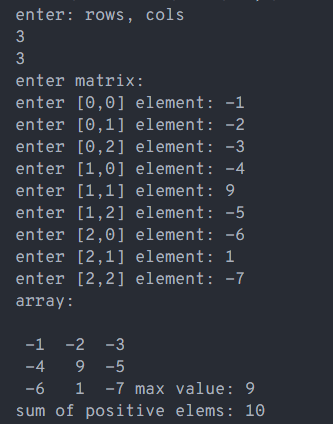 enter: rows, cols
3
3
enter matrix:
enter [0,0] element: -1
enter [0,1] element: -2
enter [0,2] element: -3
enter [1,0] element: -4
enter [1,1] element: 9
enter [1,2] element: -5
enter [2,0] element: -6
enter [2,1] element: 1
enter [2,2] element: -7
array:

 -1  -2  -3
 -4   9  -5
 -6   1  -7 max value: 9
sum of positive elems: 10